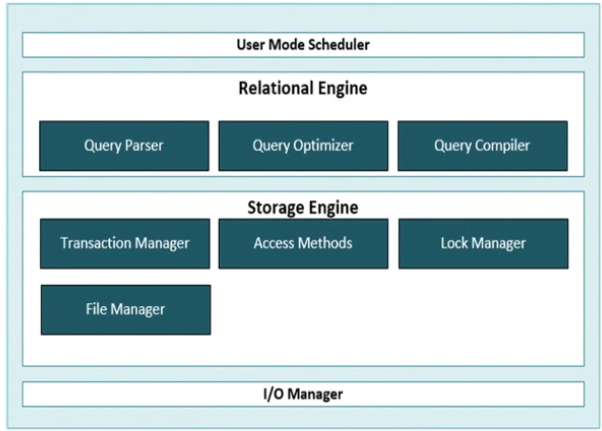 User Mode Scheduler
Relational Engine
Query Parser
Query Optimizer
Query Compiler
Storage Engine
Transaction Manager
Access Methods
Lock Manager
File Manager
I/O Manager